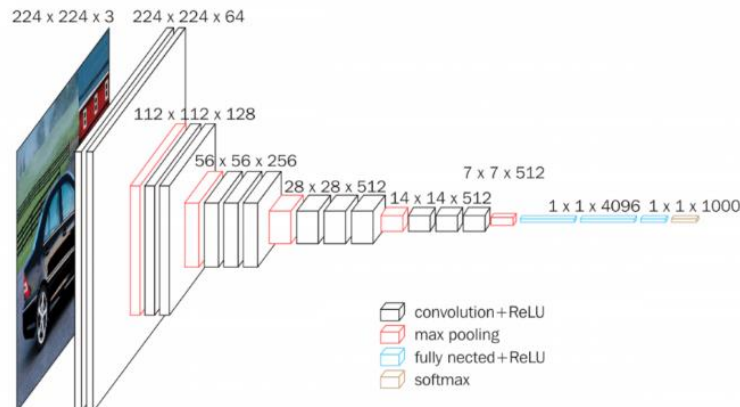 224 x 224 x 3
224 x 224 x 64
112 x 112 x 128
56 x 56 x 256
28 x 28 x 512
14 x 14 x 512
7 x 7 x 512
1 x 1 x 4096
1 x 1 x 1000
convolution+ReLU
max pooling
fully nected+ReLU
softmax